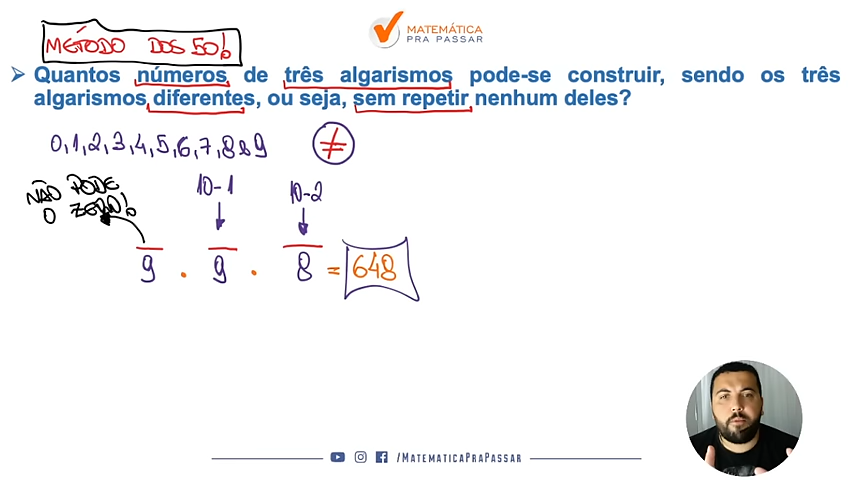 MÉTODO DOS 50%
MATEMÁTICA
PRA PASSAR
➤ Quantos números de três algarismos pode-se construir, sendo os três
algarismos diferentes, ou seja, sem repetir nenhum deles?
0,1,2,3,4,5,6,7,8 e 9 ≠
NÃO PODE
O ZERO!
10-1 10-2
9 . 9 . 8 = 648
/MATEMATICAPRAPASSAR